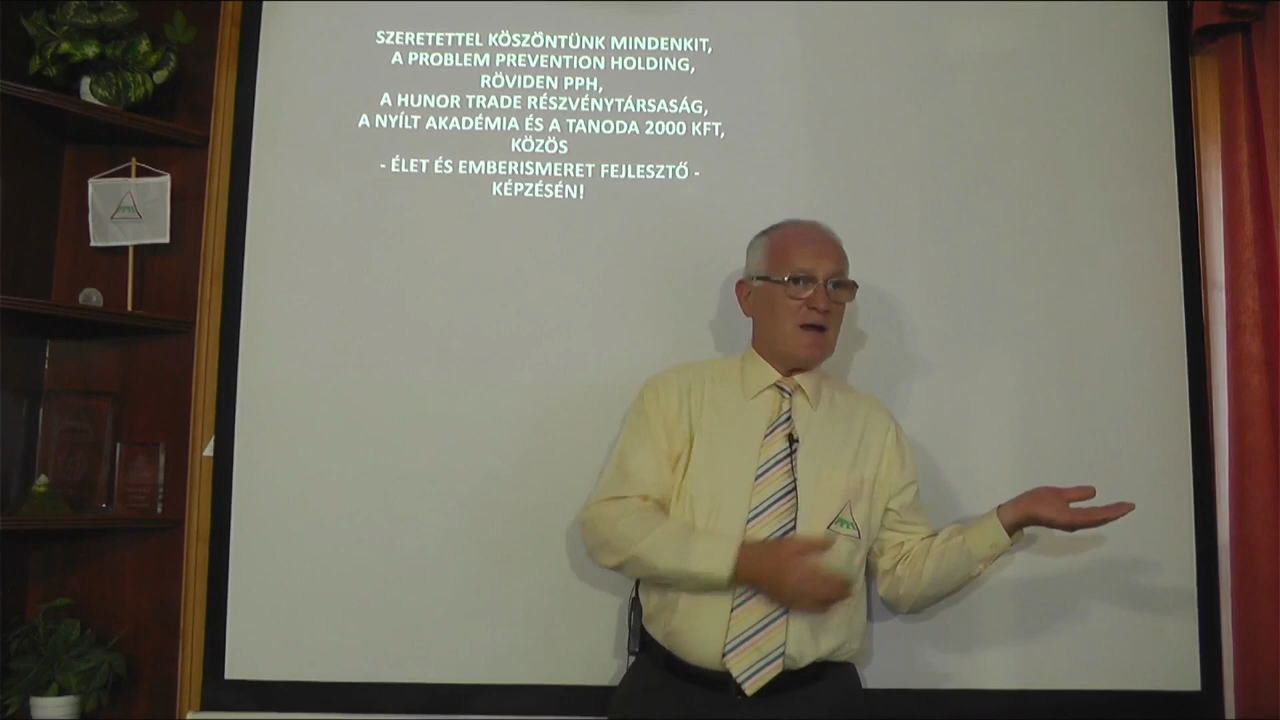 SZERETETTEL KÖSZÖNTÜNK MINDENKIT,
A PROBLEM PREVENTION HOLDING,
RÖVIDEN PPH,
A HUNOR TRADE RÉSZVÉNYTÁRSASÁG,
A NYÍLT AKADÉMIA ÉS A TANODA 2000 KFT,
KÖZÖS
- ÉLET ÉS EMBERISMERET FEJLESZTŐ -
KÉPZÉSÉN!